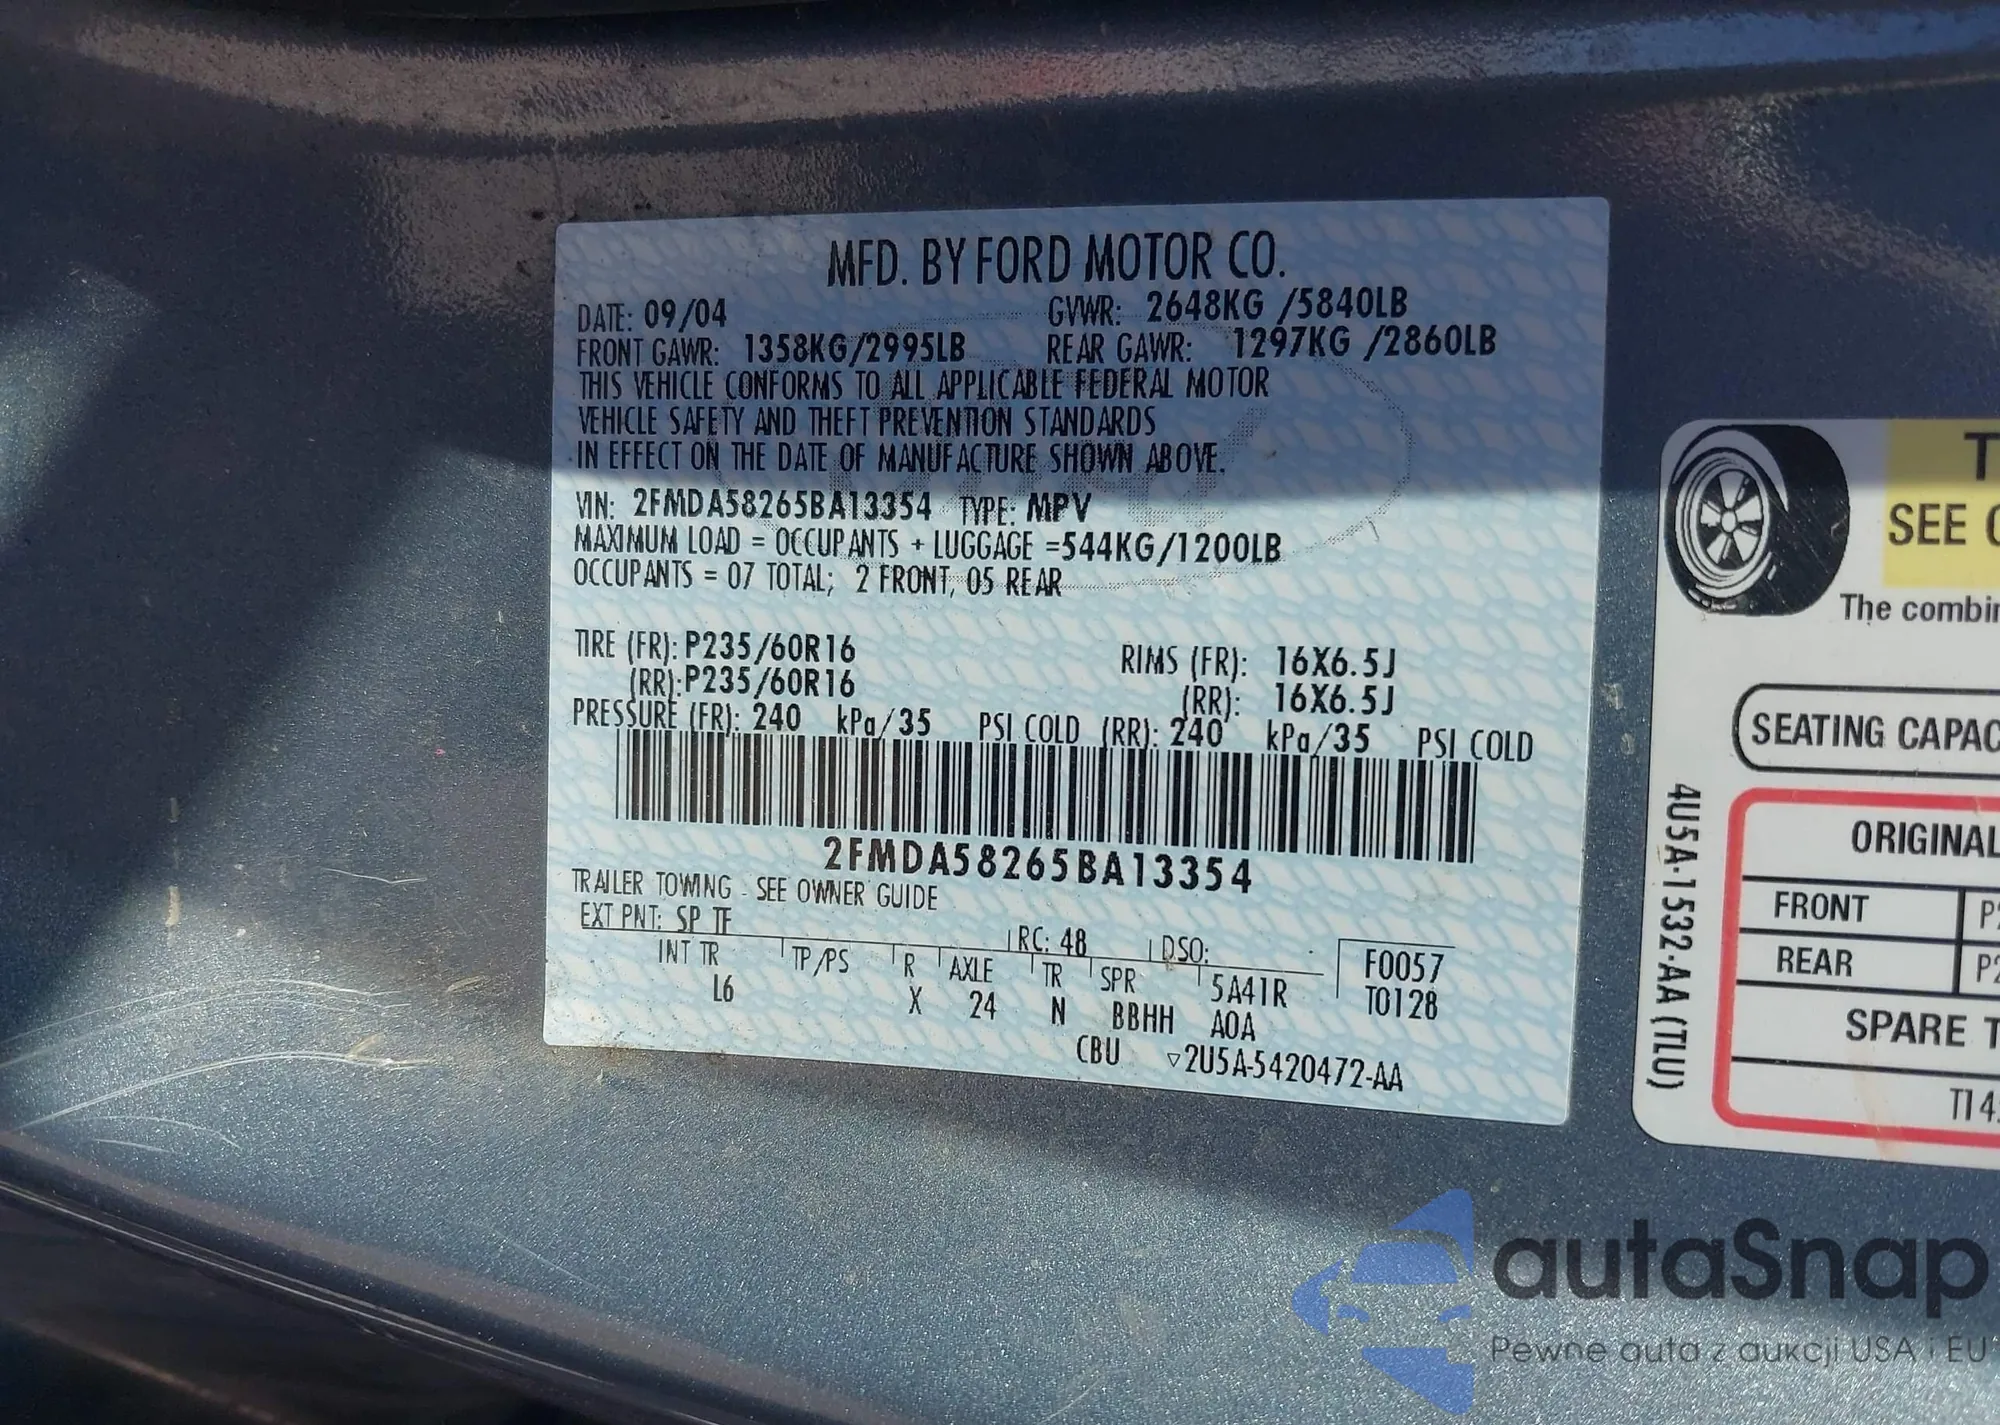 MFD. BY FORD MOTOR CO.
DATE: 09/04 GVWR: 2648KG /5840LB
FRONT GAWR: 1358KG/2995LB REAR GAWR: 1297KG /2860LB
THIS VEHICLE CONFORMS TO ALL APPLICABLE FEDERAL MOTOR
VEHICLE SAFETY AND THEFT PREVENTION STANDARDS
IN EFFECT ON THE DATE OF MANUFACTURE SHOWN ABOVE.
VIN: 2FMDA58265BA13354 TYPE: MPV
MAXIMUM LOAD = OCCUPANTS + LUGGAGE =544KG/1200LB
OCCUPANTS = 07 TOTAL; 2 FRONT, 05 REAR
TIRE (FR): P235/60R16 RIMS (FR): 16X6.5J
(RR): P235/60R16 (RR): 16X6.5J
PRESSURE (FR): 240 kPa/35 PSI COLD (RR): 240 kPa/35 PSI COLD
2FMDA58265BA13354
TRAILER TOWING - SEE OWNER GUIDE
EXT PNT: SP TF RC: 48 DSO: F0057
INT TR TP/PS R AXLE TR SPR 5A41R T0128
L6 X 24 N BBHH A0A
CBU ▽2U5A-5420472-AA
SEE
The combin
SEATING CAPAC
ORIGINAL
FRONT P2
REAR P2
SPARE T
T14
4U5A-1532-AA (TLU)
autaSnap
Pewne auta z aukcji USA i EU